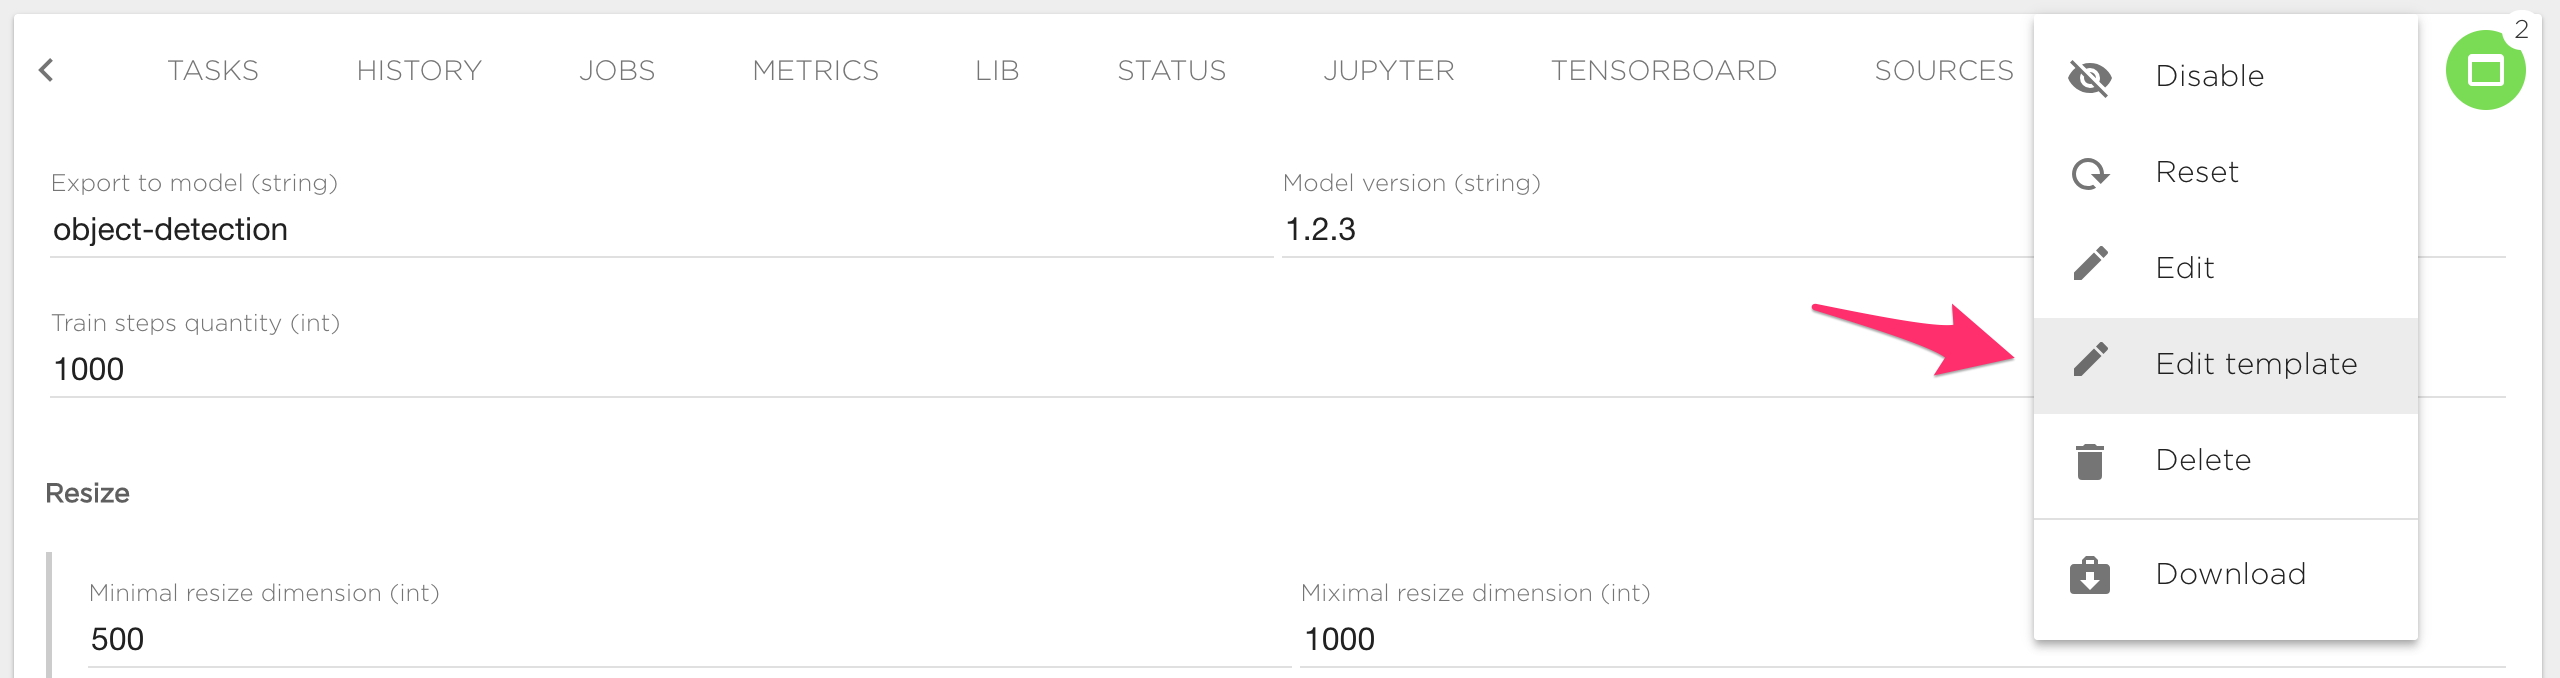 TASKS HISTORY JOBS METRICS LIB STATUS JUPYTER TENSORBOARD SOURCES
2
Disable
Reset
Edit
Edit template
Delete
Download
Export to model (string) Model version (string)
object-detection 1.2.3
Train steps quantity (int)
1000
Resize
Minimal resize dimension (int) Miximal resize dimension (int)
500 1000